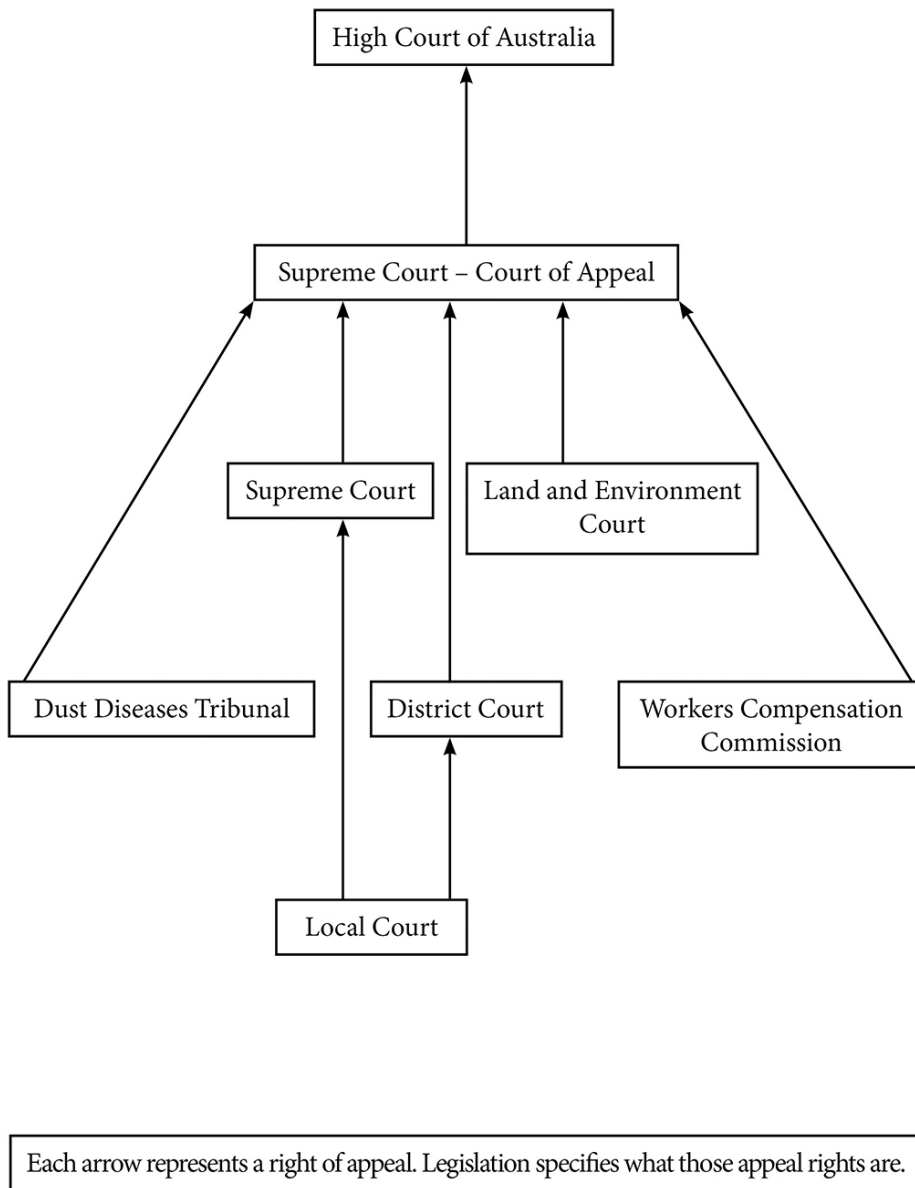 High Court of Australia
Supreme Court – Court of Appeal
Supreme Court
Land and Environment
Court
Dust Diseases Tribunal
District Court
Workers Compensation
Commission
Local Court
Each arrow represents a right of appeal. Legislation specifies what those appeal rights are.